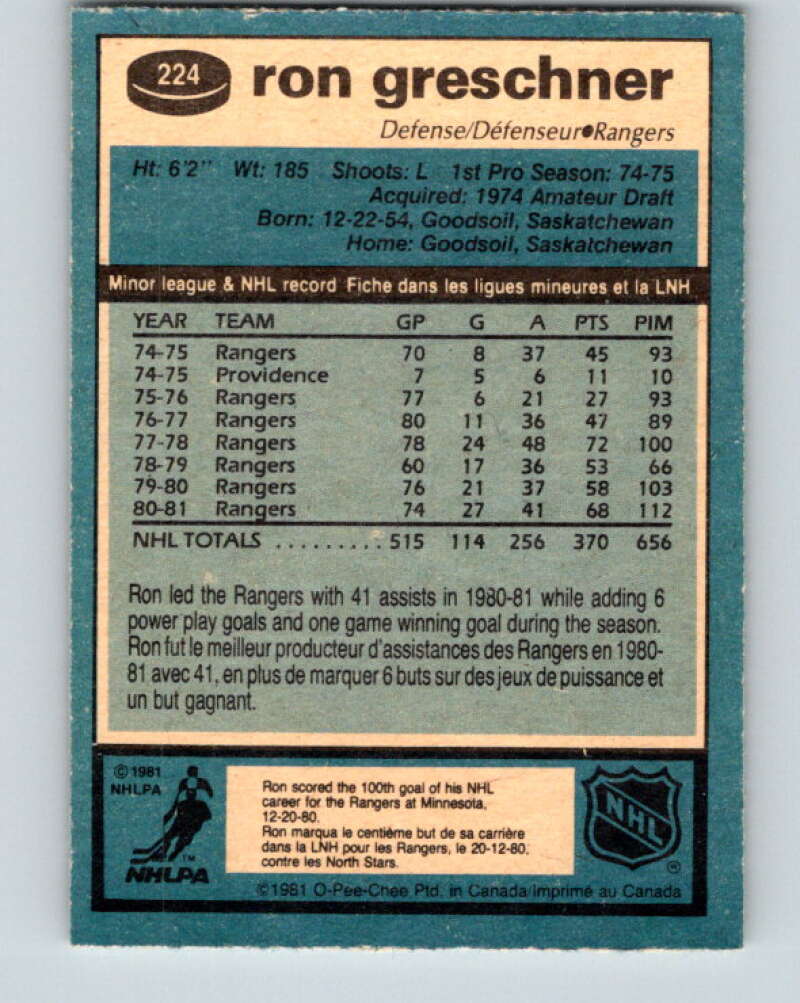 224 ron greschner
Defense/Défenseur•Rangers
Ht: 6'2" Wt: 185 Shoots: L 1st Pro Season: 74-75
Acquired: 1974 Amateur Draft
Born: 12-22-54, Goodsoil, Saskatchewan
Home: Goodsoil, Saskatchewan
Minor league & NHL record Fiche dans les ligues mineures et la LNH
YEAR TEAM GP G A PTS PIM
74-75 Rangers 70 8 37 45 93
74-75 Providence 7 5 6 11 10
75-76 Rangers 77 6 21 27 93
76-77 Rangers 80 11 36 47 89
77-78 Rangers 78 24 48 72 100
78-79 Rangers 60 17 36 53 66
79-80 Rangers 76 21 37 58 103
80-81 Rangers 74 27 41 68 112
NHL TOTALS ......... 515 114 256 370 656
Ron led the Rangers with 41 assists in 1980-81 while adding 6
power play goals and one game winning goal during the season.
Ron fut le meilleur producteur d'assistances des Rangers en 1980-
81 avec 41, en plus de marquer 6 buts sur des jeux de puissance et
un but gagnant.
©1981
NHLPA
Ron scored the 100th goal of his NHL
career for the Rangers at Minnesota,
12-20-80.
Ron marqua le centième but de sa carrière
dans la LNH pour les Rangers, le 20-12-80,
contre les North Stars.
NHL
TM
NHLPA
©1981 O-Pee-Chee Ptd. in Canada/Imprimé au Canada